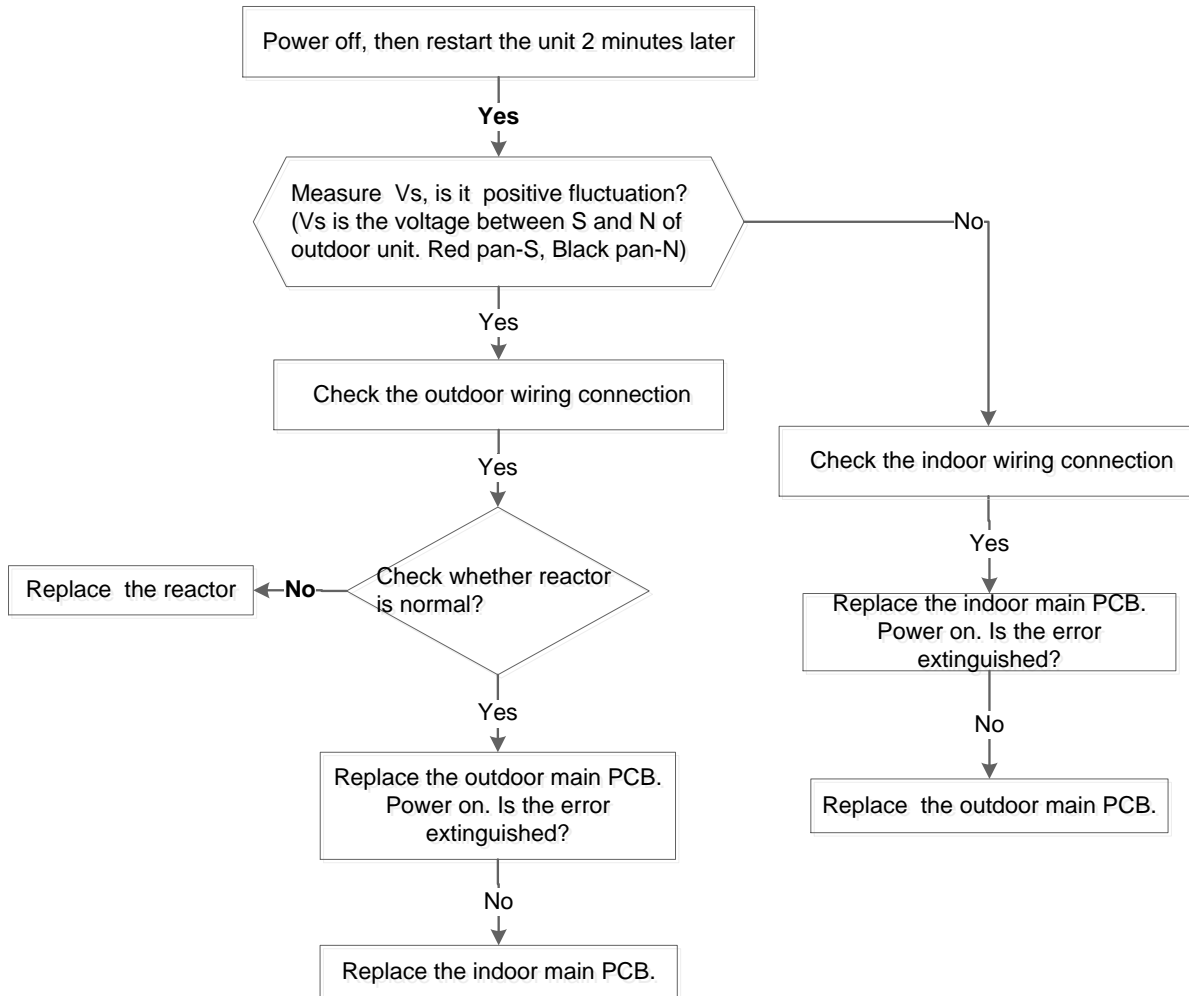 Power off, then restart the unit 2 minutes later
Yes
Measure Vs, is it positive fluctuation?
(Vs is the voltage between S and N of
outdoor unit. Red pan-S, Black pan-N)
No
Yes
Check the outdoor wiring connection
Check the indoor wiring connection
Yes
Yes
Check whether reactor
is normal?
No
Replace the reactor
Replace the indoor main PCB.
Power on. Is the error
extinguished?
Yes
No
Replace the outdoor main PCB.
Power on. Is the error
extinguished?
Replace the outdoor main PCB.
No
Replace the indoor main PCB.